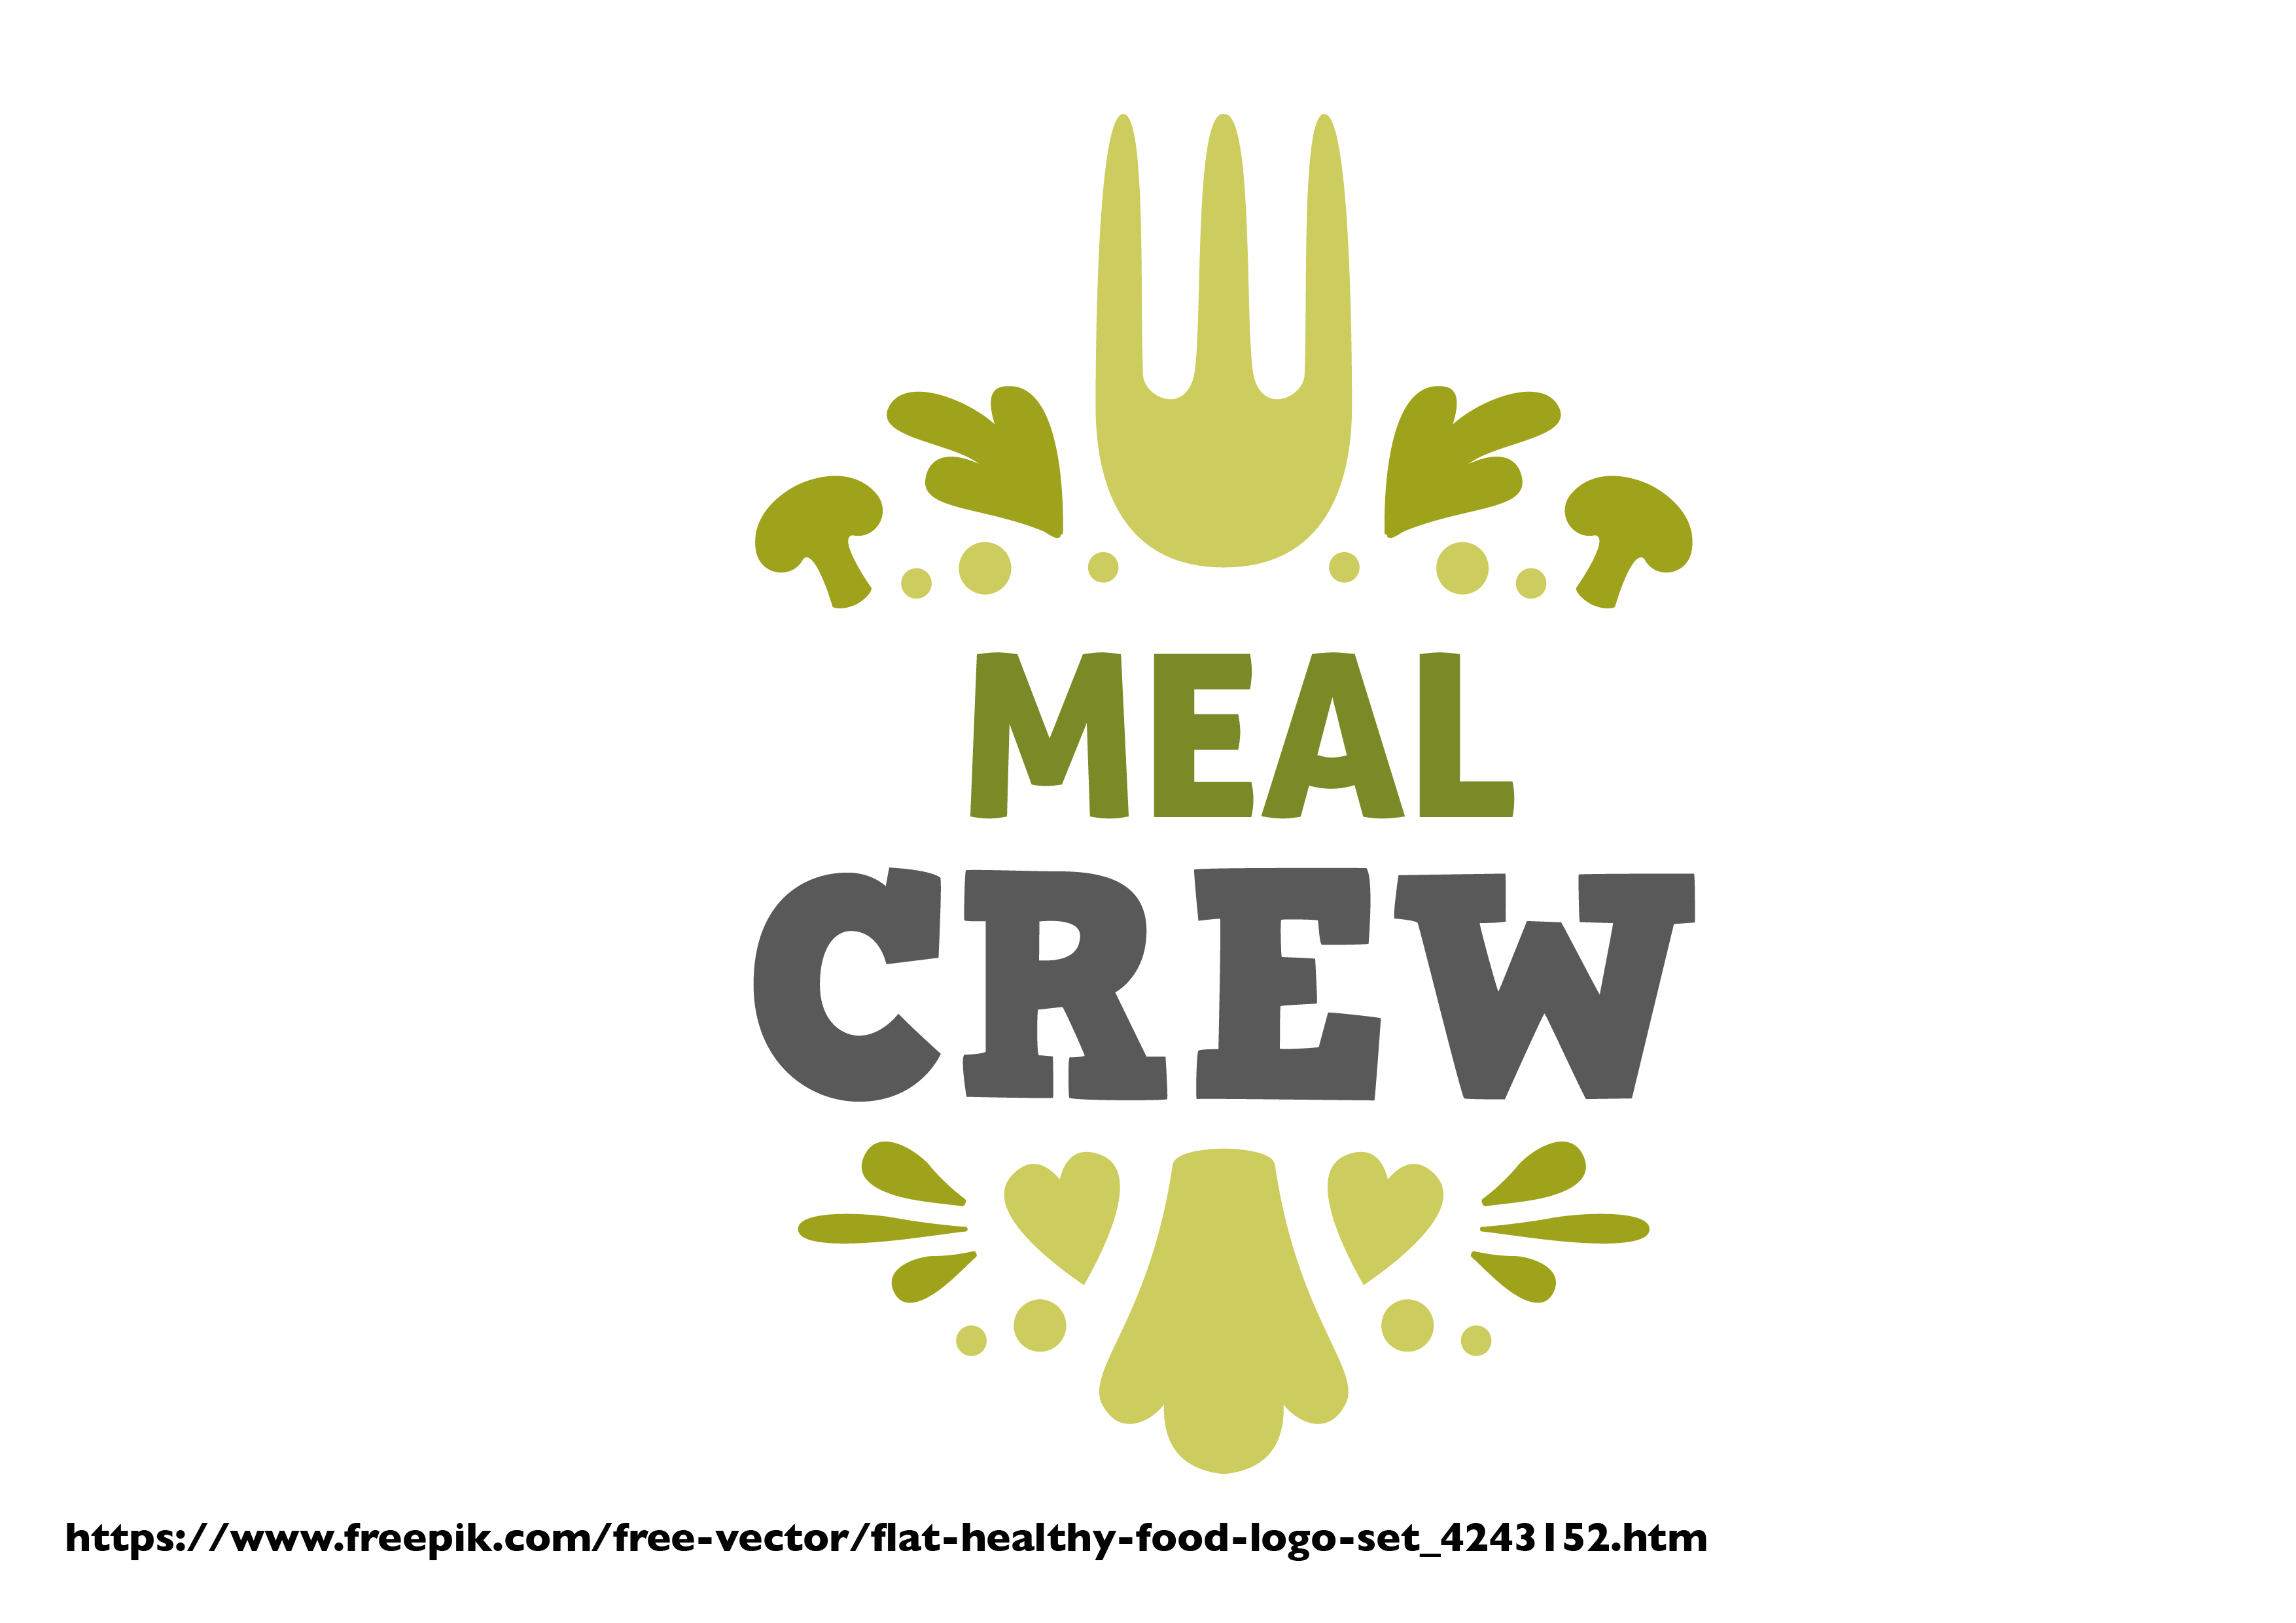 MEAL
CREW
https://www.freepik.com/free-vector/flat-healthy-food-logo-set_4243152.htm